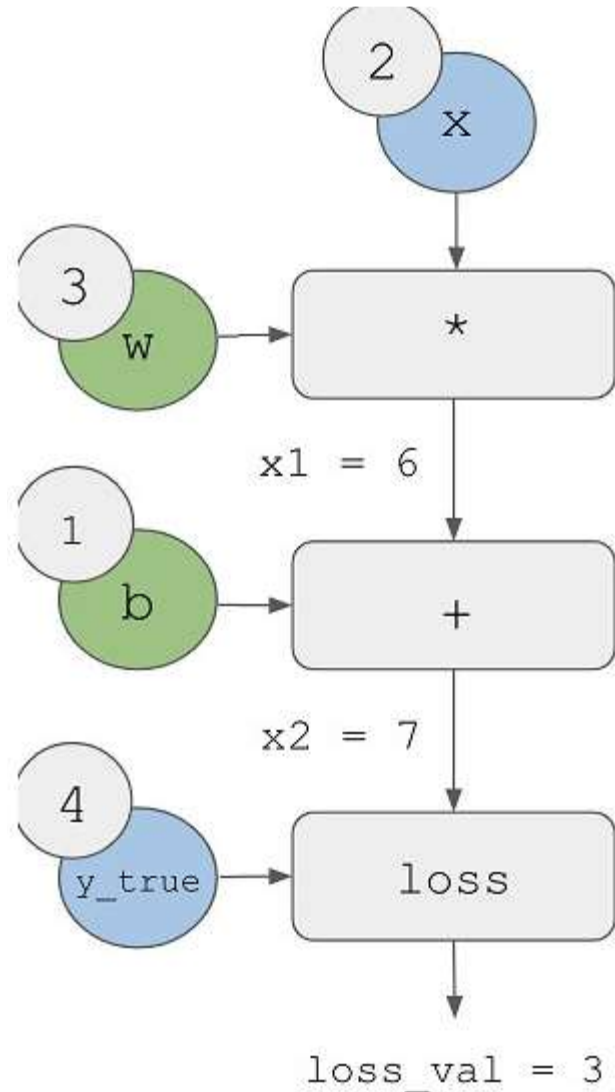 2
x
3
w
*
x1 = 6
1
b
+
x2 = 7
4
y_true
loss
loss_val = 3